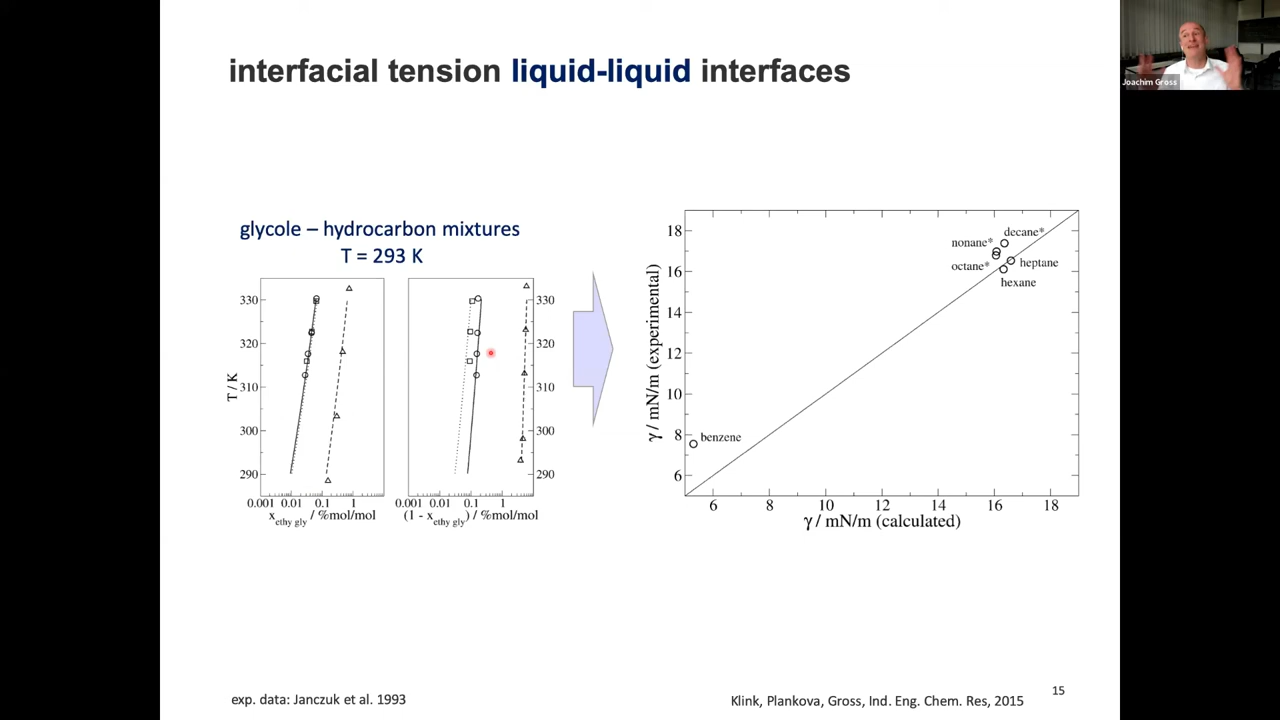 interfacial tension liquid-liquid interfaces
Joachim Gross
glycole – hydrocarbon mixtures
T = 293 K
T / K
330
320
310
300
290
0.001 0.01 0.1 1
x ethy gly / %mol/mol
330
320
310
300
290
0.001 0.01 0.1 1
(1 - x ethy gly) / %mol/mol
γ / mN/m (experimental)
18
16
14
12
10
8
6
decane*
nonane*
octane*
heptane
hexane
benzene
6 8 10 12 14 16 18
γ / mN/m (calculated)
exp. data: Janczuk et al. 1993
Klink, Plankova, Gross, Ind. Eng. Chem. Res, 2015
15